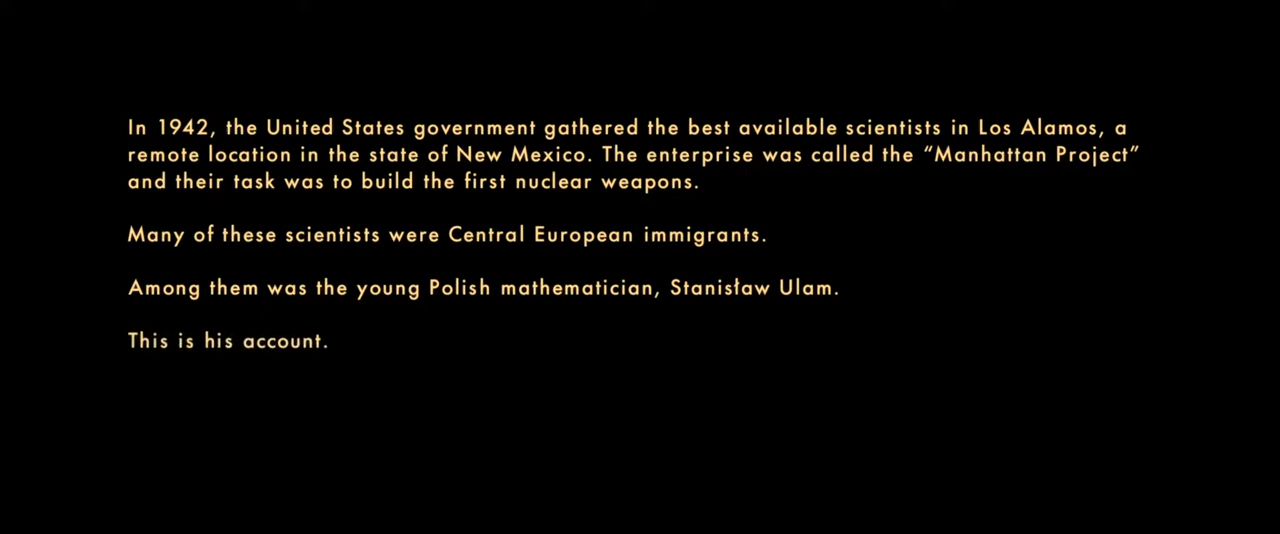 In 1942, the United States government gathered the best available scientists in Los Alamos, a
remote location in the state of New Mexico. The enterprise was called the “Manhattan Project”
and their task was to build the first nuclear weapons.
Many of these scientists were Central European immigrants.
Among them was the young Polish mathematician, Stanisław Ulam.
This is his account.